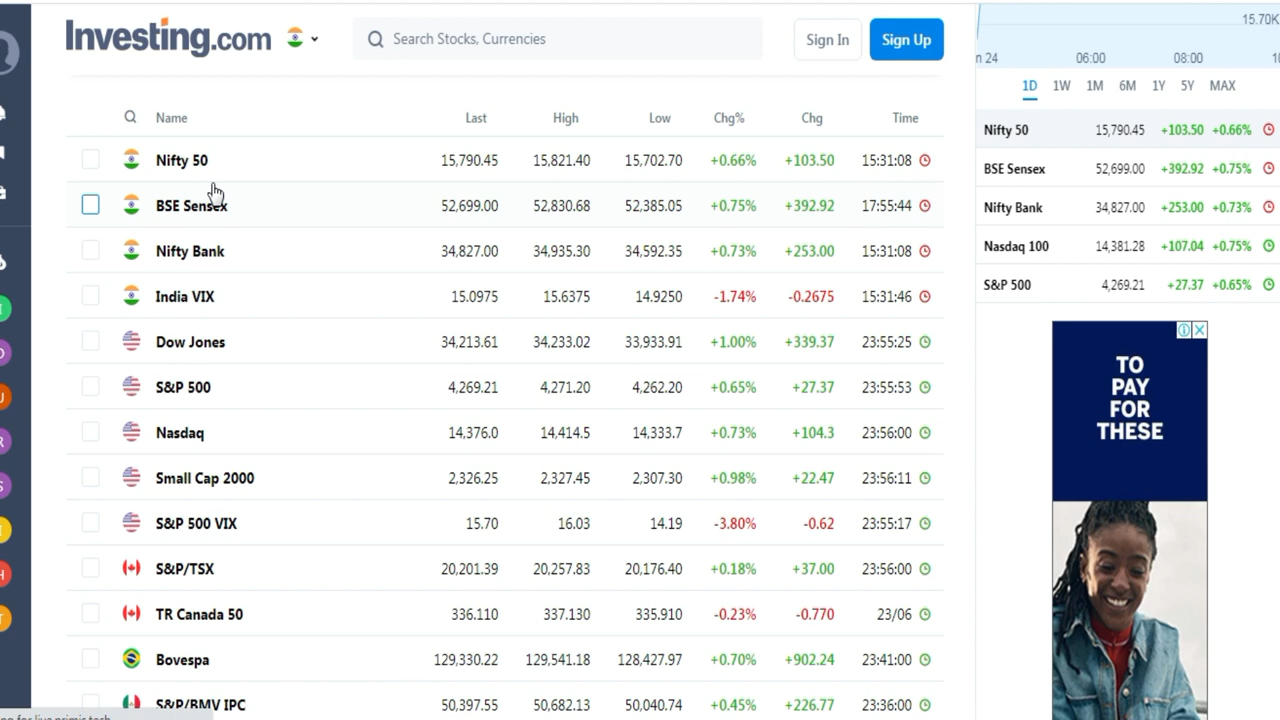 Investing.com
Search Stocks, Currencies
Sign In
Sign Up
Name Last High Low Chg% Chg Time
Nifty 50 15,790.45 15,821.40 15,702.70 +0.66% +103.50 15:31:08
BSE Sensex 52,699.00 52,830.68 52,385.05 +0.75% +392.92 17:55:44
Nifty Bank 34,827.00 34,935.30 34,592.35 +0.73% +253.00 15:31:08
India VIX 15.0975 15.6375 14.9250 -1.74% -0.2675 15:31:46
Dow Jones 34,213.61 34,233.02 33,933.91 +1.00% +339.37 23:55:25
S&P 500 4,269.21 4,271.20 4,262.20 +0.65% +27.37 23:55:53
Nasdaq 14,376.0 14,414.5 14,333.7 +0.73% +104.3 23:56:00
Small Cap 2000 2,326.25 2,327.45 2,307.30 +0.98% +22.47 23:56:11
S&P 500 VIX 15.70 16.03 14.19 -3.80% -0.62 23:55:17
S&P/TSX 20,201.39 20,257.83 20,176.40 +0.18% +37.00 23:56:00
TR Canada 50 336.110 337.130 335.910 -0.23% -0.770 23/06
Bovespa 129,330.22 129,541.18 128,427.97 +0.70% +902.24 23:41:00
S&P/BMV IPC 50,397.55 50,682.13 50,040.74 +0.45% +226.77 23:36:00
15.70K
n 24 06:00 08:00
1D 1W 1M 6M 1Y 5Y MAX
Nifty 50 15,790.45 +103.50 +0.66%
BSE Sensex 52,699.00 +392.92 +0.75%
Nifty Bank 34,827.00 +253.00 +0.73%
Nasdaq 100 14,381.28 +107.04 +0.75%
S&P 500 4,269.21 +27.37 +0.65%
TO
PAY
FOR
THESE